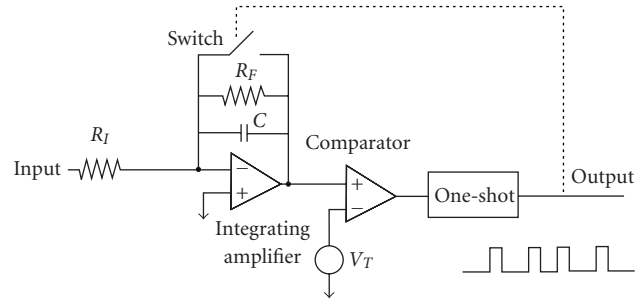 Switch
R_F
C
Comparator
R_I
Input
−
+
+
−
One-shot
Output
Integrating
amplifier
V_T